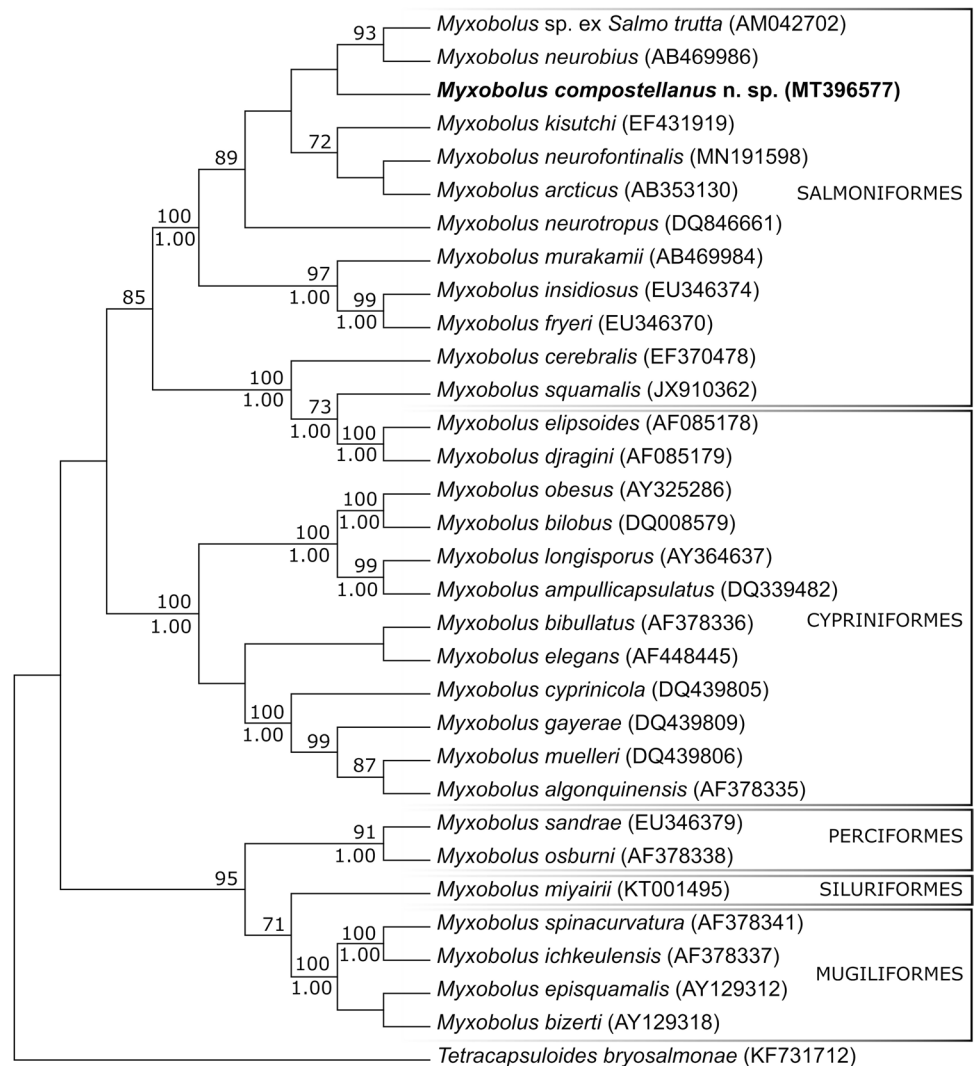 93
Myxobolus sp. ex Salmo trutta (AM042702)
Myxobolus neurobius (AB469986)
Myxobolus compostellanus n. sp. (MT396577)
Myxobolus kisutchi (EF431919)
72
89
Myxobolus neurofontinalis (MN191598)
Myxobolus arcticus (AB353130)
SALMONIFORMES
100
1.00
Myxobolus neurotropus (DQ846661)
Myxobolus murakamii (AB469984)
97
1.00
Myxobolus insidiosus (EU346374)
85
99
1.00
Myxobolus fryeri (EU346370)
Myxobolus cerebralis (EF370478)
100
1.00
Myxobolus squamalis (JX910362)
73
1.00
Myxobolus elipsoides (AF085178)
100
1.00
Myxobolus djragini (AF085179)
Myxobolus obesus (AY325286)
100
1.00
Myxobolus bilobus (DQ008579)
100
1.00
Myxobolus longisporus (AY364637)
99
1.00
Myxobolus ampullicapsulatus (DQ339482)
100
1.00
Myxobolus bibullatus (AF378336)
CYPRINIFORMES
Myxobolus elegans (AF448445)
Myxobolus cyprinicola (DQ439805)
100
1.00
Myxobolus gayerae (DQ439809)
99
Myxobolus muelleri (DQ439806)
87
Myxobolus algonquinensis (AF378335)
Myxobolus sandrae (EU346379)
91
1.00
PERCIFORMES
Myxobolus osburni (AF378338)
95
Myxobolus miyairii (KT001495)
SILURIFORMES
71
Myxobolus spinacurvatura (AF378341)
100
1.00
Myxobolus ichkeulensis (AF378337)
100
1.00
MUGILIFORMES
Myxobolus episquamalis (AY129312)
Myxobolus bizerti (AY129318)
Tetracapsuloides bryosalmonae (KF731712)